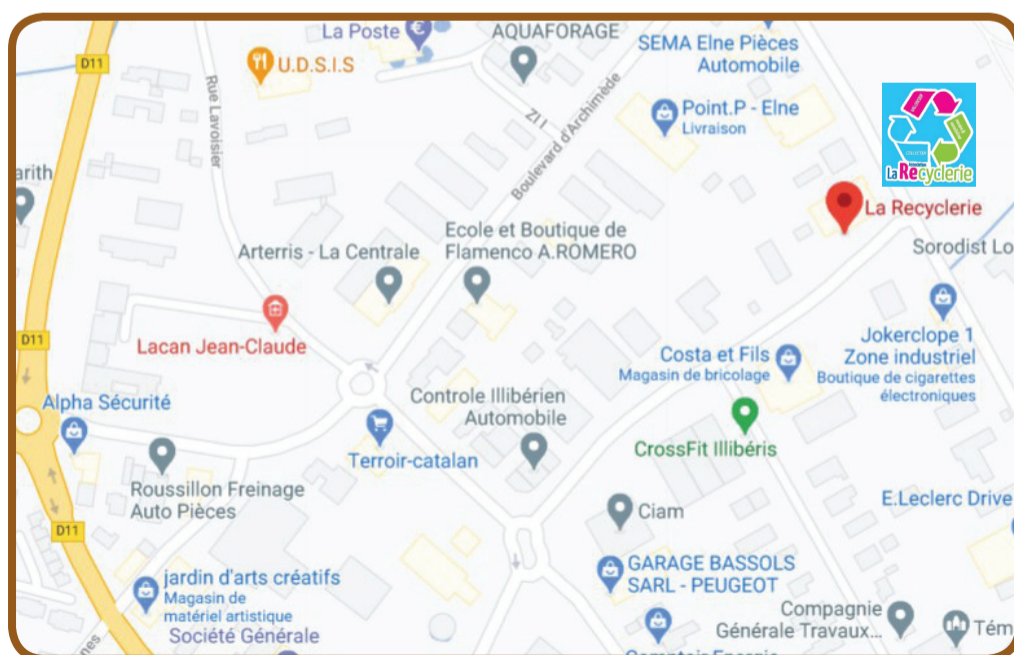 La Poste
AQUAFORAGE
SEMA Elne Pièces
Automobile
D11
U.D.S.I.S
Rue Lavoisier
ZI I
Boulevard d'Archimède
Point.P - Elne
Livraison
LaRecyclerie
La Recyclerie
arith
Arterris - La Centrale
Ecole et Boutique de
Flamenco A.ROMERO
Sorodist Lo
D11
Lacan Jean-Claude
Jokerclope 1
Zone industriel
Boutique de cigarettes
électroniques
Costa et Fils
Magasin de bricolage
Alpha Sécurité
Controle Illibérien
Automobile
Terroir-catalan
CrossFit Illibéris
Roussillon Freinage
Auto Pièces
Ciam
E.Leclerc Drive
D11
GARAGE BASSOLS
SARL - PEUGEOT
jardin d'arts créatifs
Magasin de
matériel artistique
Société Générale
Compagnie
Générale Travaux...
Tém
nes
Comptoir Energie